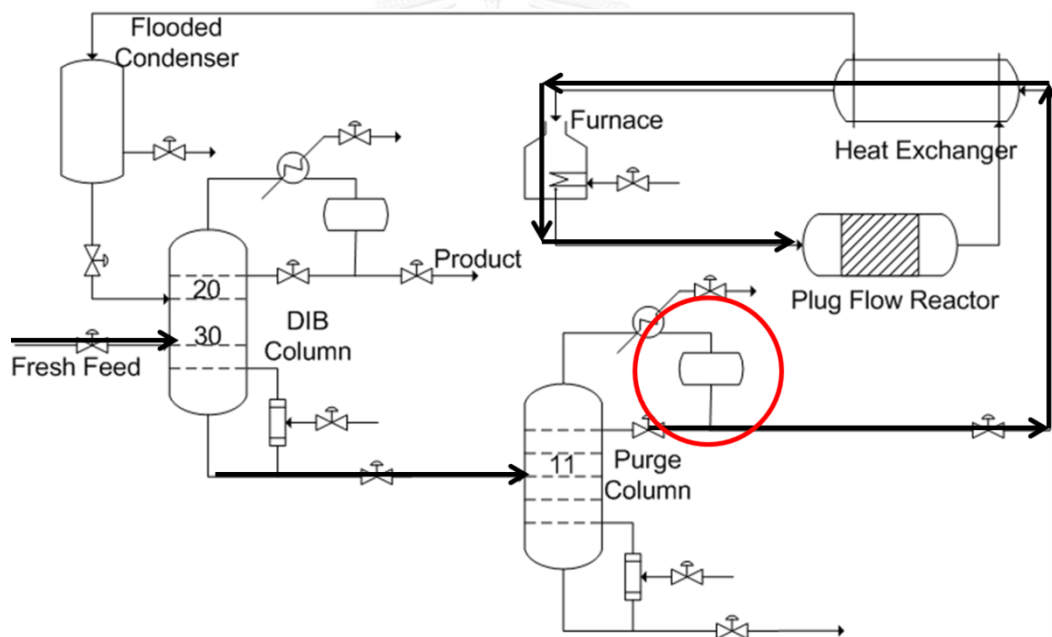 Flooded
Condenser
Furnace
Heat Exchanger
20
Product
Plug Flow Reactor
30
DIB
Column
Fresh Feed
11
Purge
Column